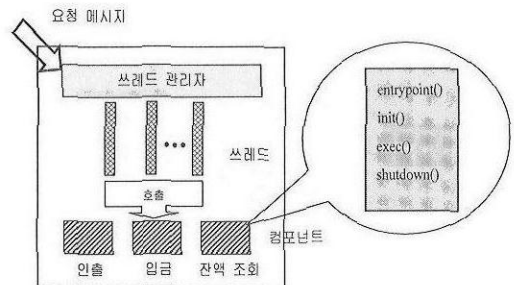 요청 메시지
쓰레드 관리자
쓰레드
호출
컴포넌트
인출 입금 잔액 조회
entrypoint()
init()
exec()
shutdown()